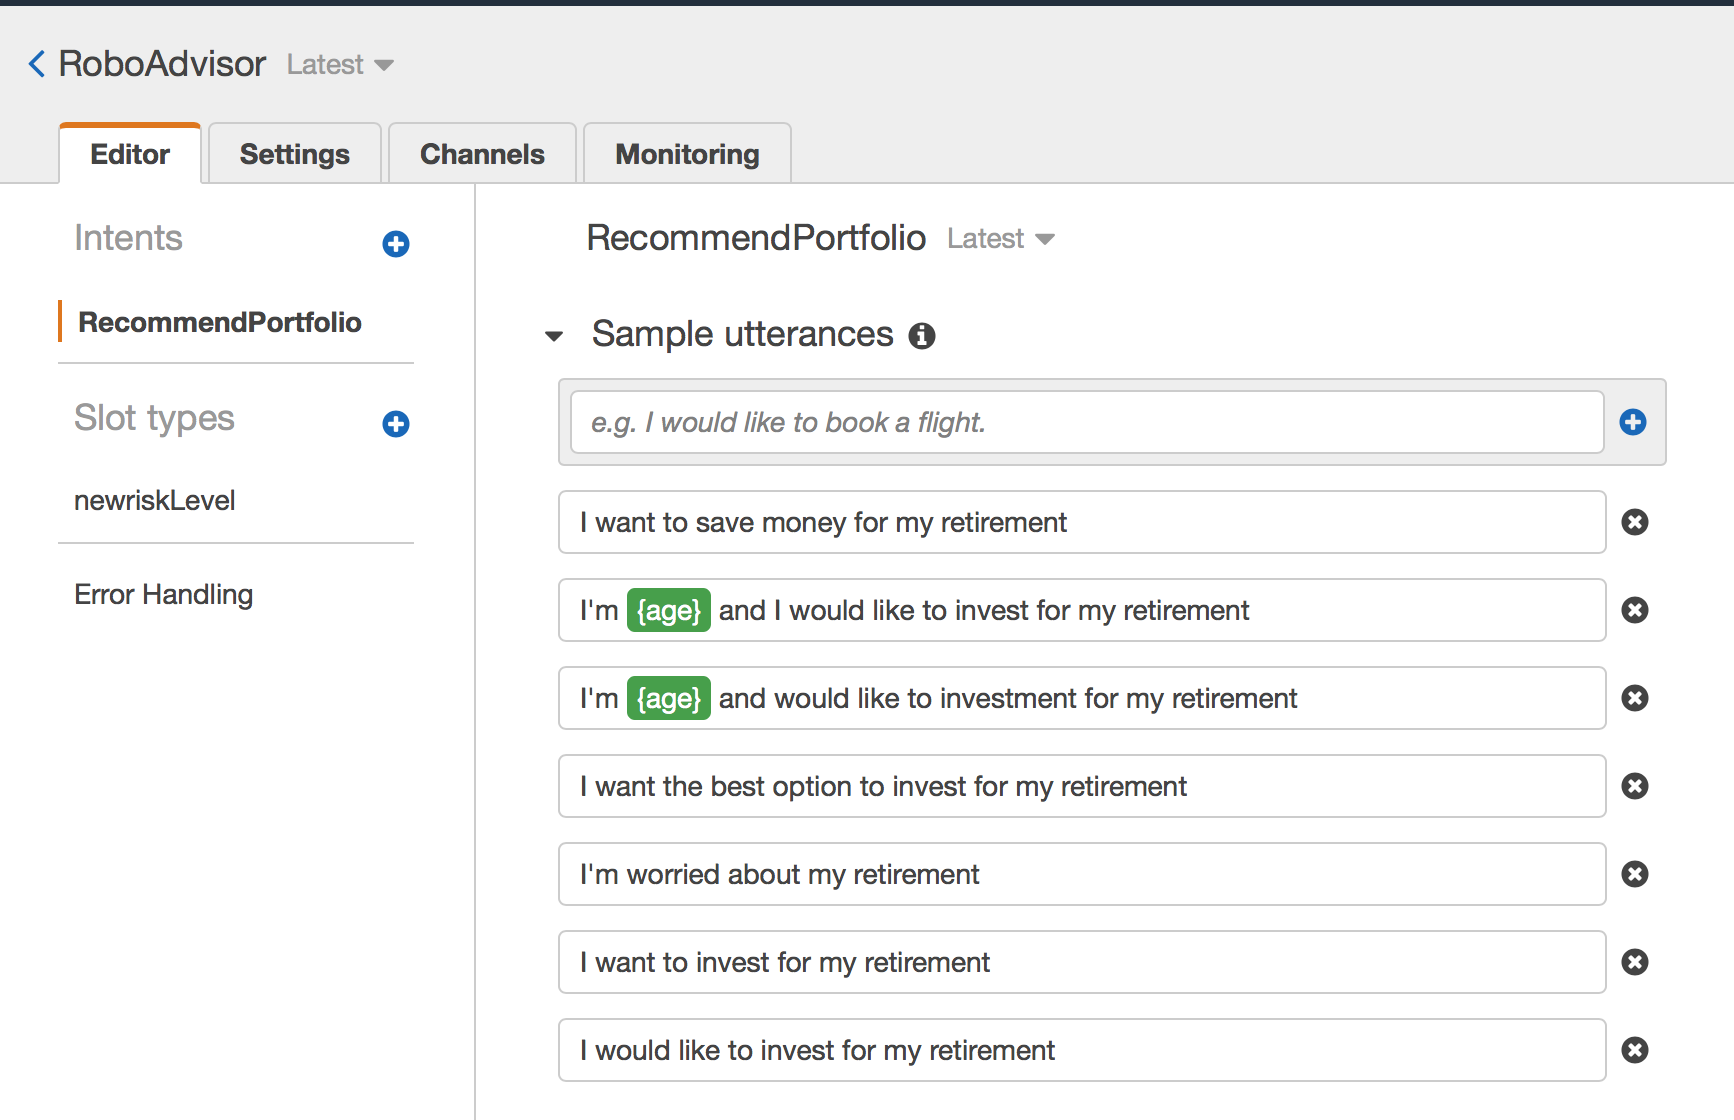 RoboAdvisor Latest
Editor Settings Channels Monitoring
Intents
RecommendPortfolio
Slot types
newriskLevel
Error Handling
RecommendPortfolio Latest
Sample utterances
e.g. I would like to book a flight.
I want to save money for my retirement
I'm {age} and I would like to invest for my retirement
I'm {age} and would like to investment for my retirement
I want the best option to invest for my retirement
I'm worried about my retirement
I want to invest for my retirement
I would like to invest for my retirement